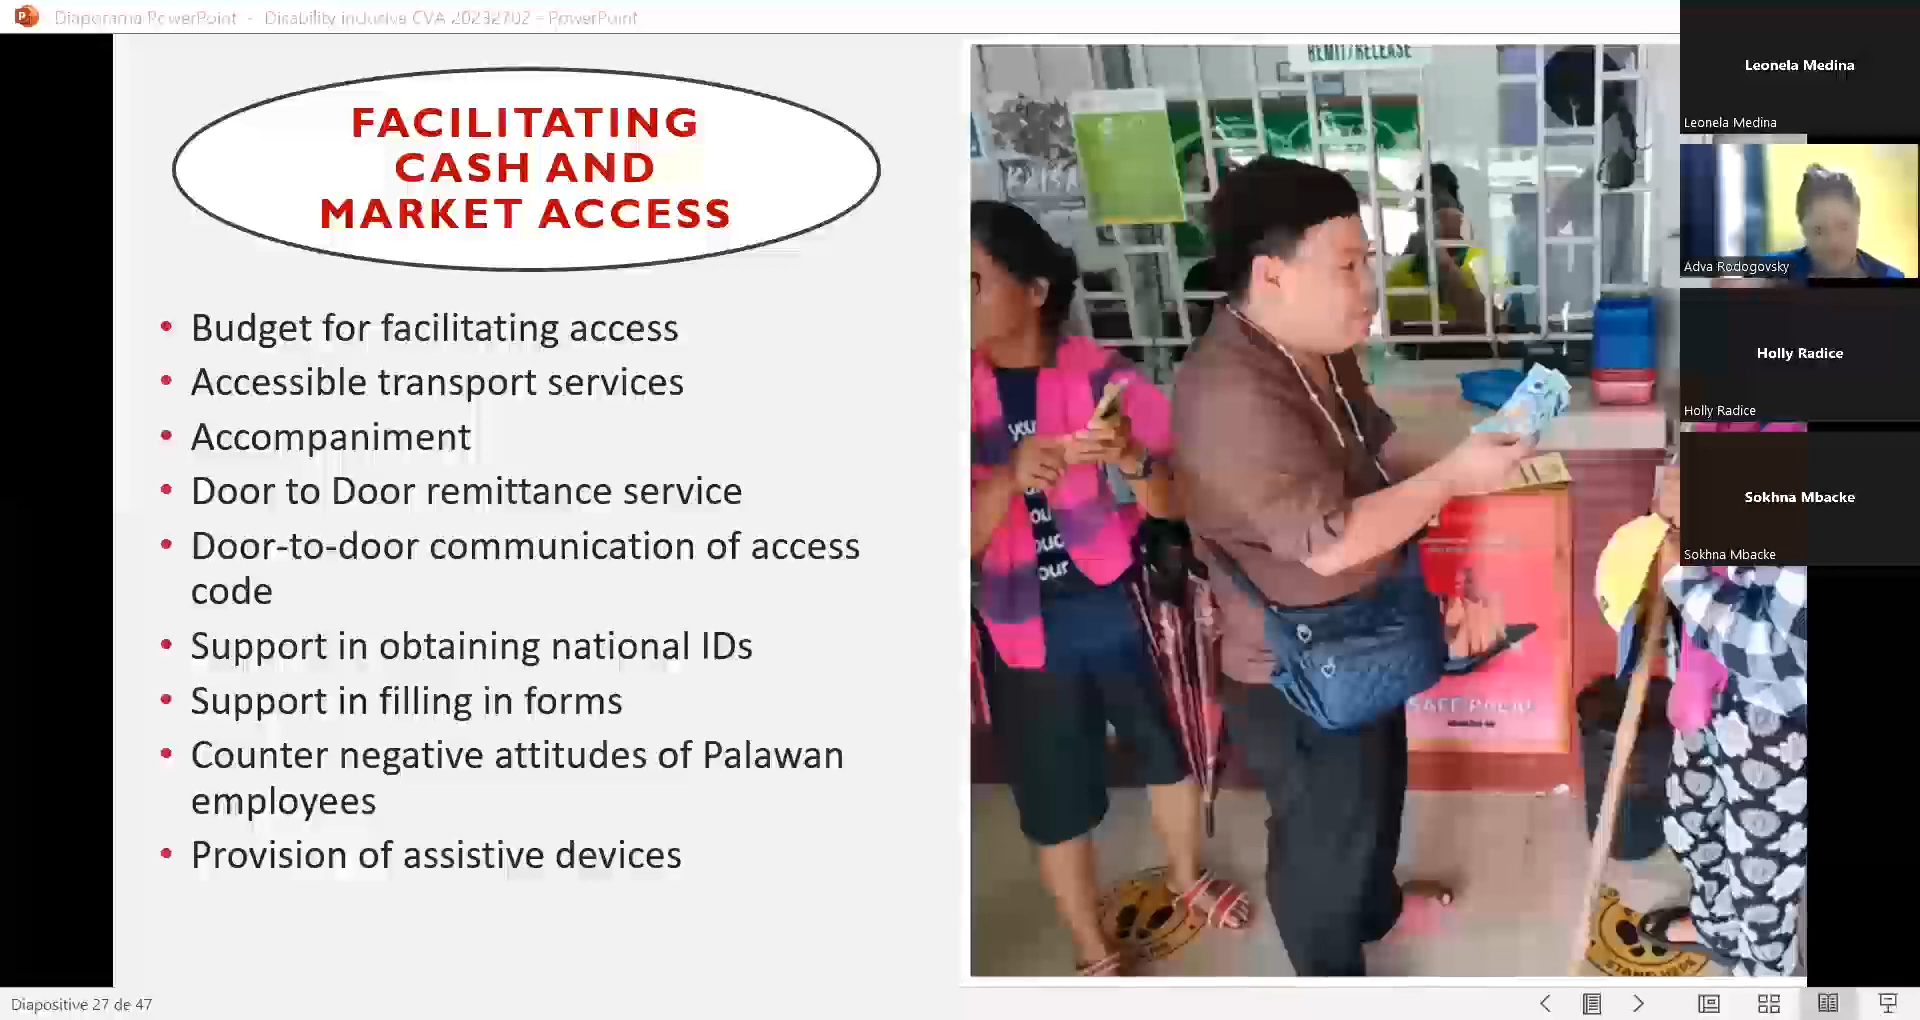 Diaporama PowerPoint - Disability inclusive CVA 20232702 - PowerPoint
FACILITATING
CASH AND
MARKET ACCESS
• Budget for facilitating access
• Accessible transport services
• Accompaniment
• Door to Door remittance service
• Door-to-door communication of access
code
• Support in obtaining national IDs
• Support in filling in forms
• Counter negative attitudes of Palawan
employees
• Provision of assistive devices
REMIT/RELEASE
Leonela Medina
Leonela Medina
Adva Rodogovsky
Holly Radice
Holly Radice
Sokhna Mbacke
Sokhna Mbacke
Diapositive 27 de 47